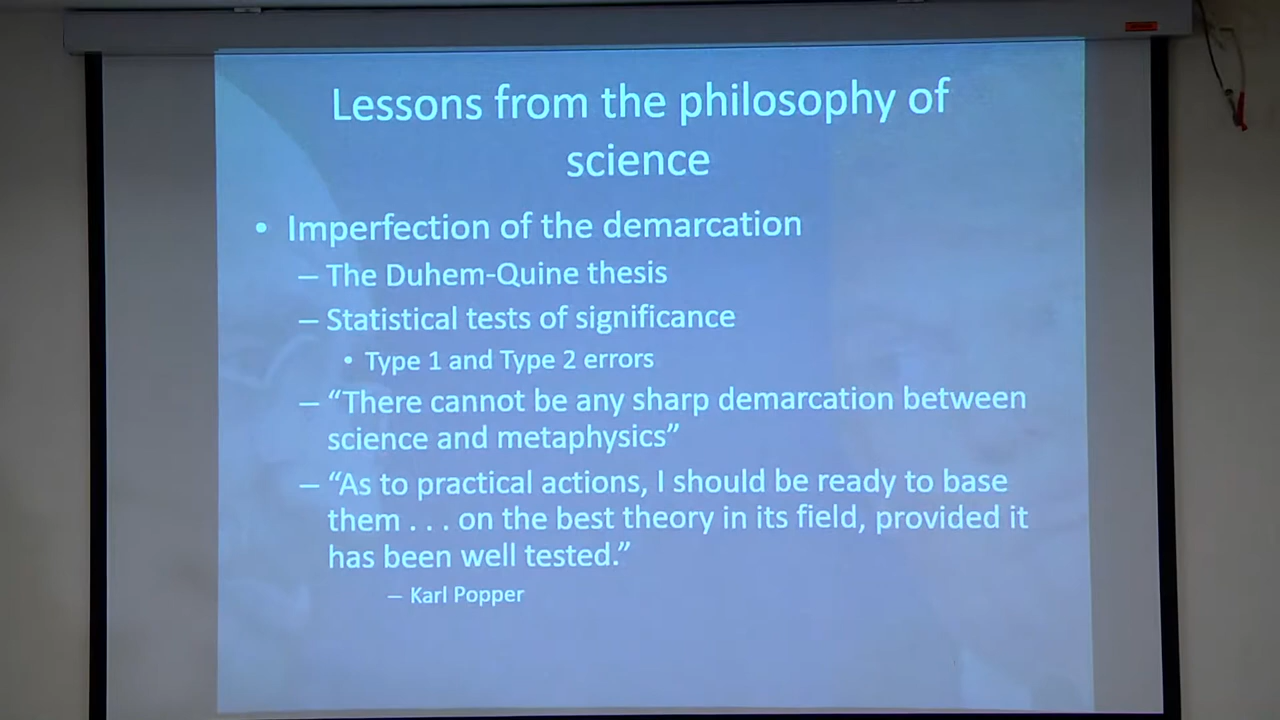 Lessons from the philosophy of
science
• Imperfection of the demarcation
– The Duhem-Quine thesis
– Statistical tests of significance
• Type 1 and Type 2 errors
– “There cannot be any sharp demarcation between
science and metaphysics”
– “As to practical actions, I should be ready to base
them . . . on the best theory in its field, provided it
has been well tested.”
– Karl Popper